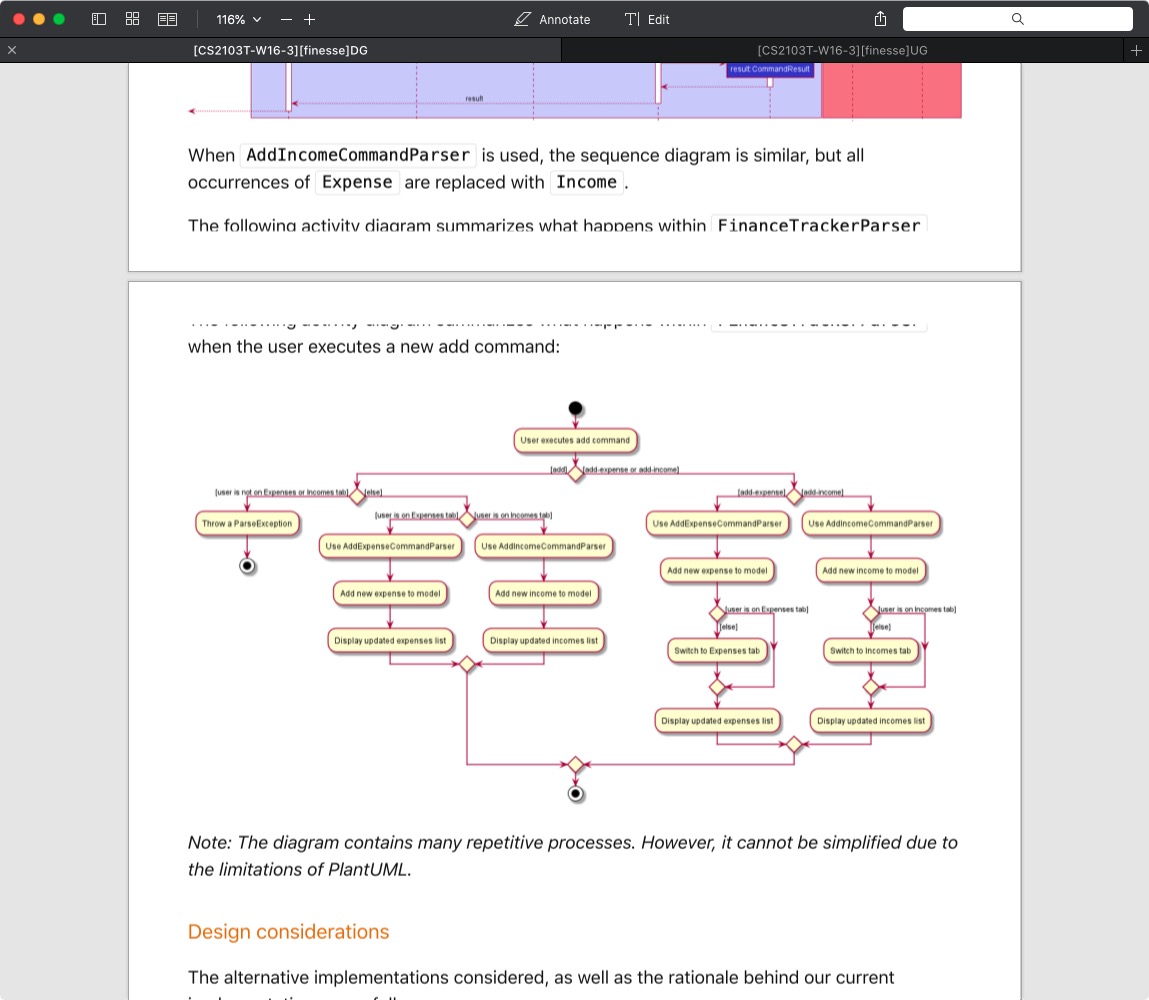 116%
Annotate
Edit
[CS2103T-W16-3][finesse]DG
[CS2103T-W16-3][finesse]UG
result:CommandResult
result
When AddIncomeCommandParser is used, the sequence diagram is similar, but all
occurrences of Expense are replaced with Income.
The following activity diagram summarizes what happens within FinanceTrackerParser
The following activity diagram summarizes what happens within FinanceTrackerParser
when the user executes a new add command:
User executes add command
[add] [add-expense or add-income]
[user is not on Expenses or Incomes tab] [else]
[add-expense] [add-income]
[user is on Expenses tab] [user is on Incomes tab]
Throw a ParseException
Use AddExpenseCommandParser Use AddIncomeCommandParser
Use AddExpenseCommandParser Use AddIncomeCommandParser
Add new expense to model Add new income to model
Add new expense to model Add new income to model
[user is on Expenses tab] [user is on Incomes tab]
[else] [else]
Display updated expenses list Display updated incomes list
Switch to Expenses tab Switch to Incomes tab
Display updated expenses list Display updated incomes list
Note: The diagram contains many repetitive processes. However, it cannot be simplified due to
the limitations of PlantUML.
Design considerations
The alternative implementations considered, as well as the rationale behind our current